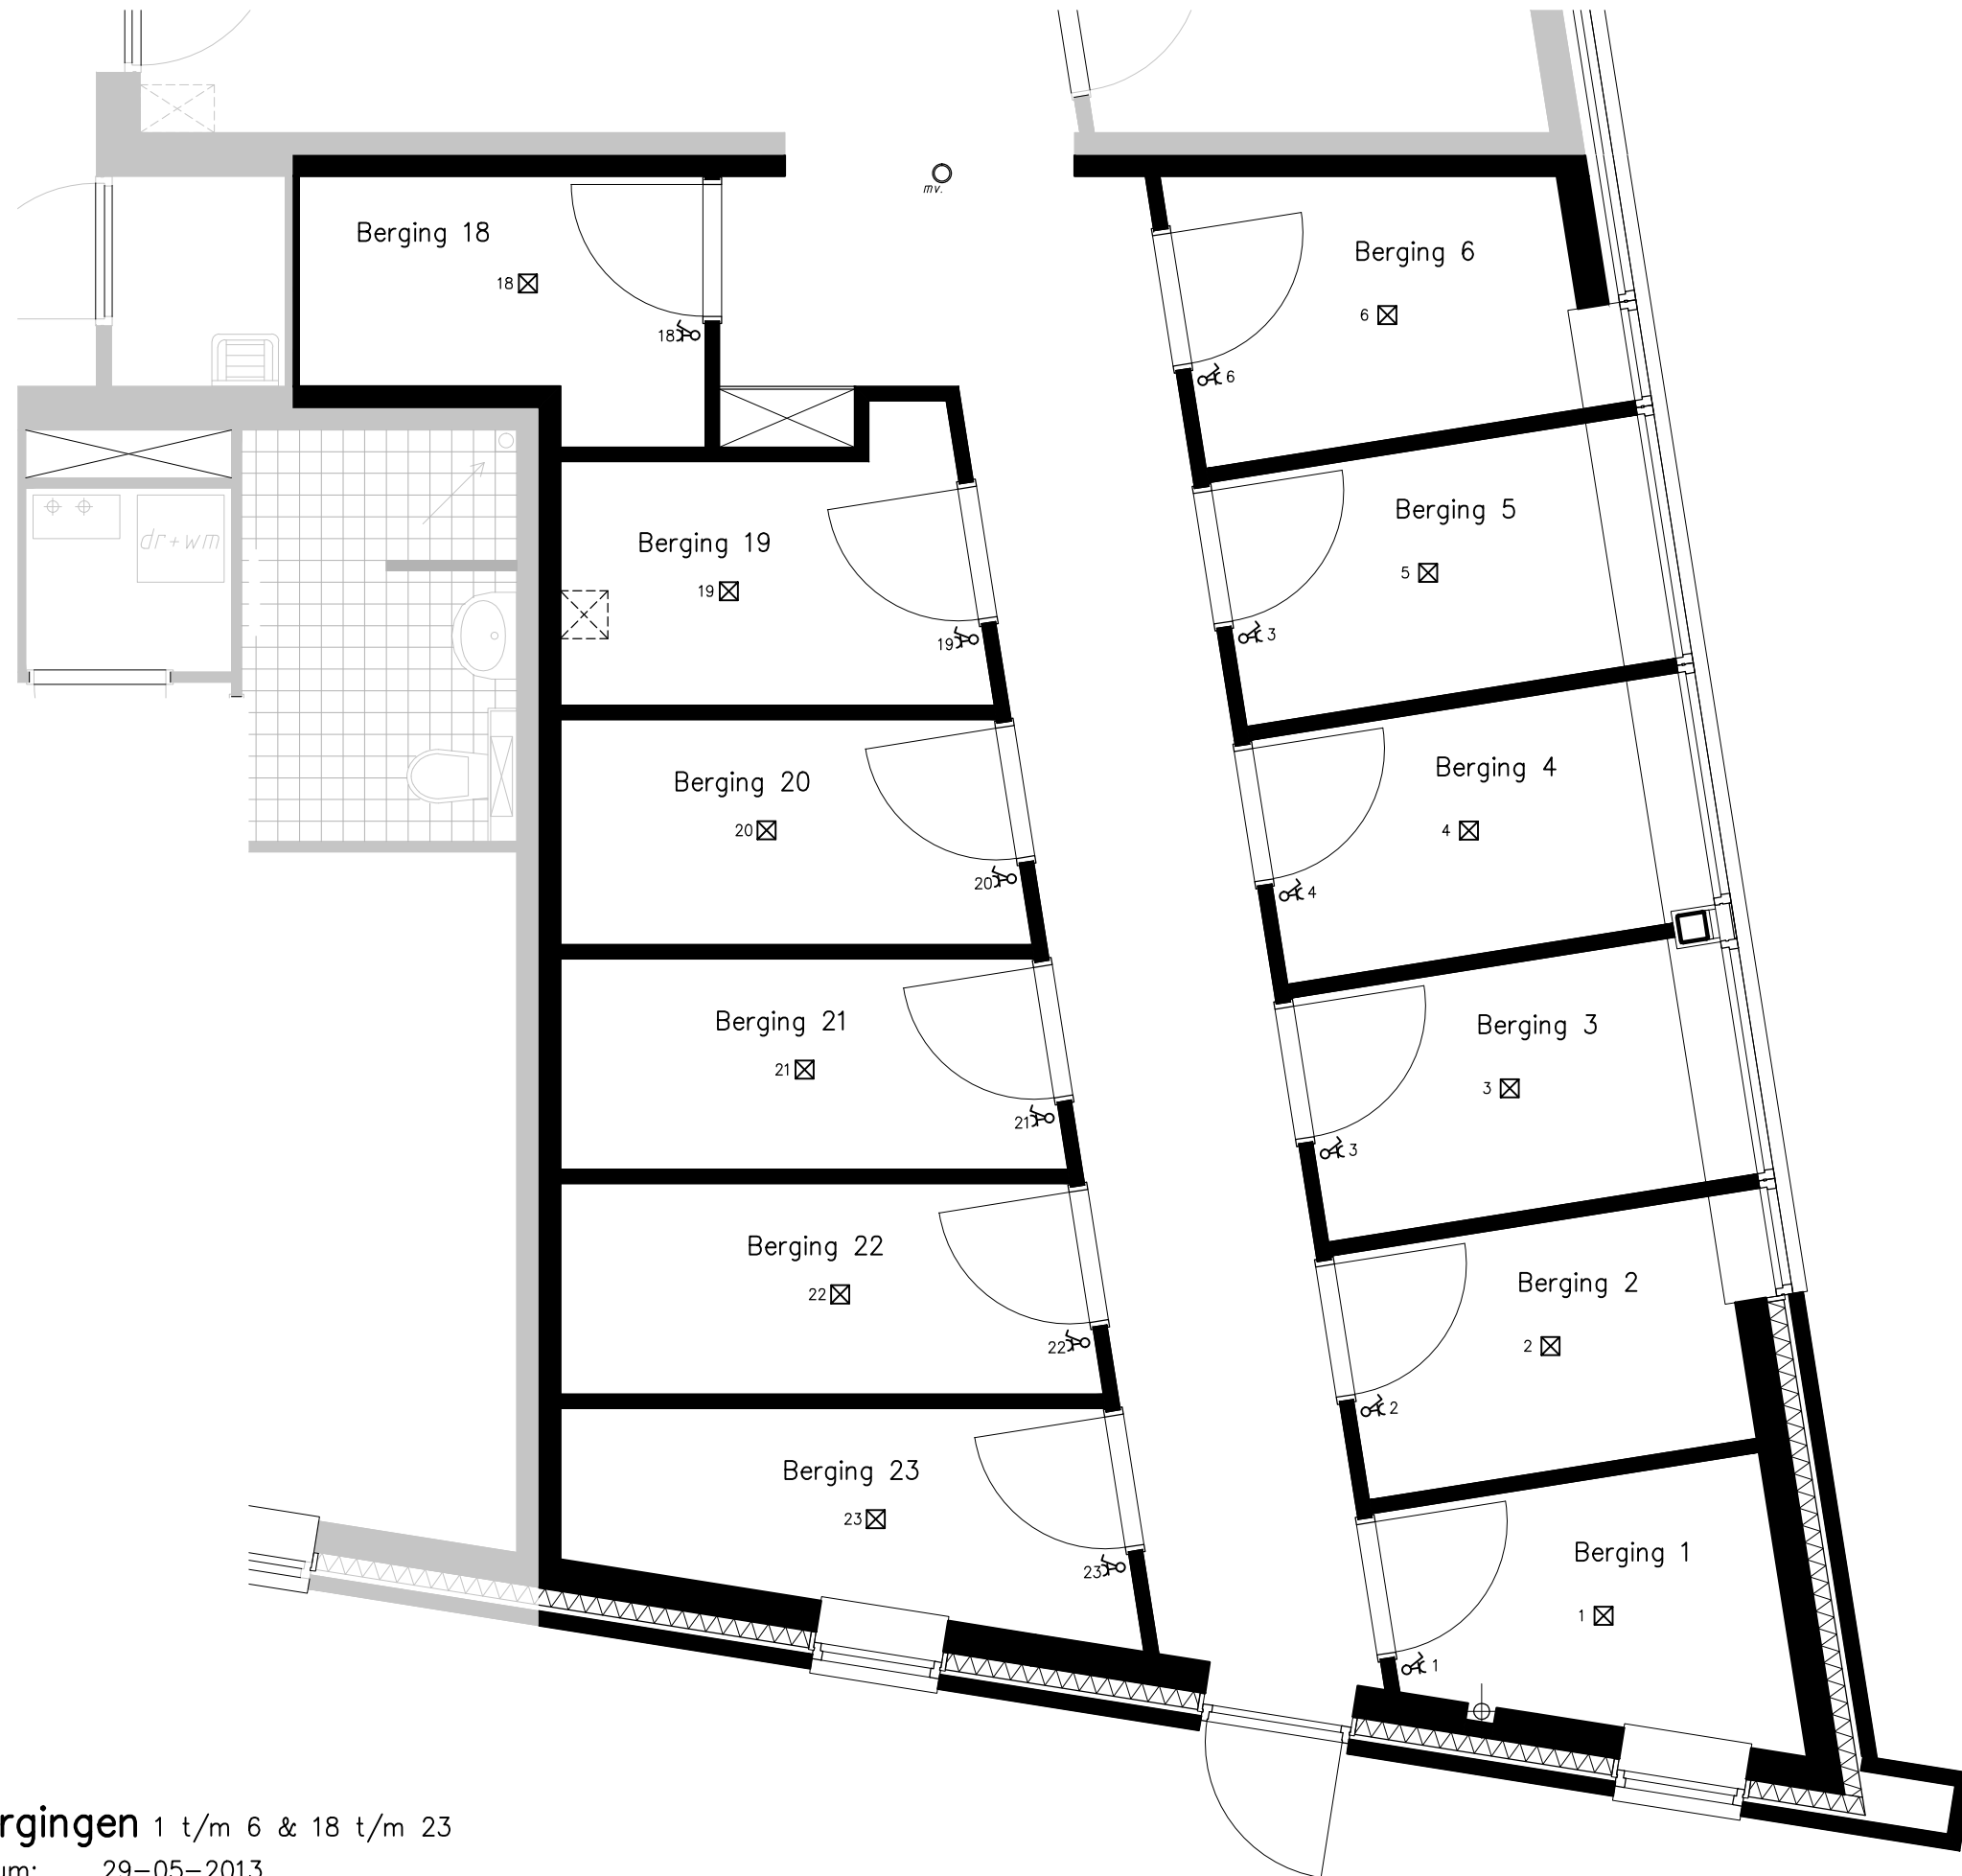 mv.
Berging 18
18
18
Berging 6
6
6
Berging 19
19
19
dr+wm
Berging 5
5
3
Berging 20
20
20
Berging 4
4
4
Berging 21
21
21
Berging 3
3
3
Berging 22
22
22
Berging 2
2
2
Berging 23
23
23
Berging 1
1
1
rgingen 1 t/m 6 & 18 t/m 23
um: 29-05-2013